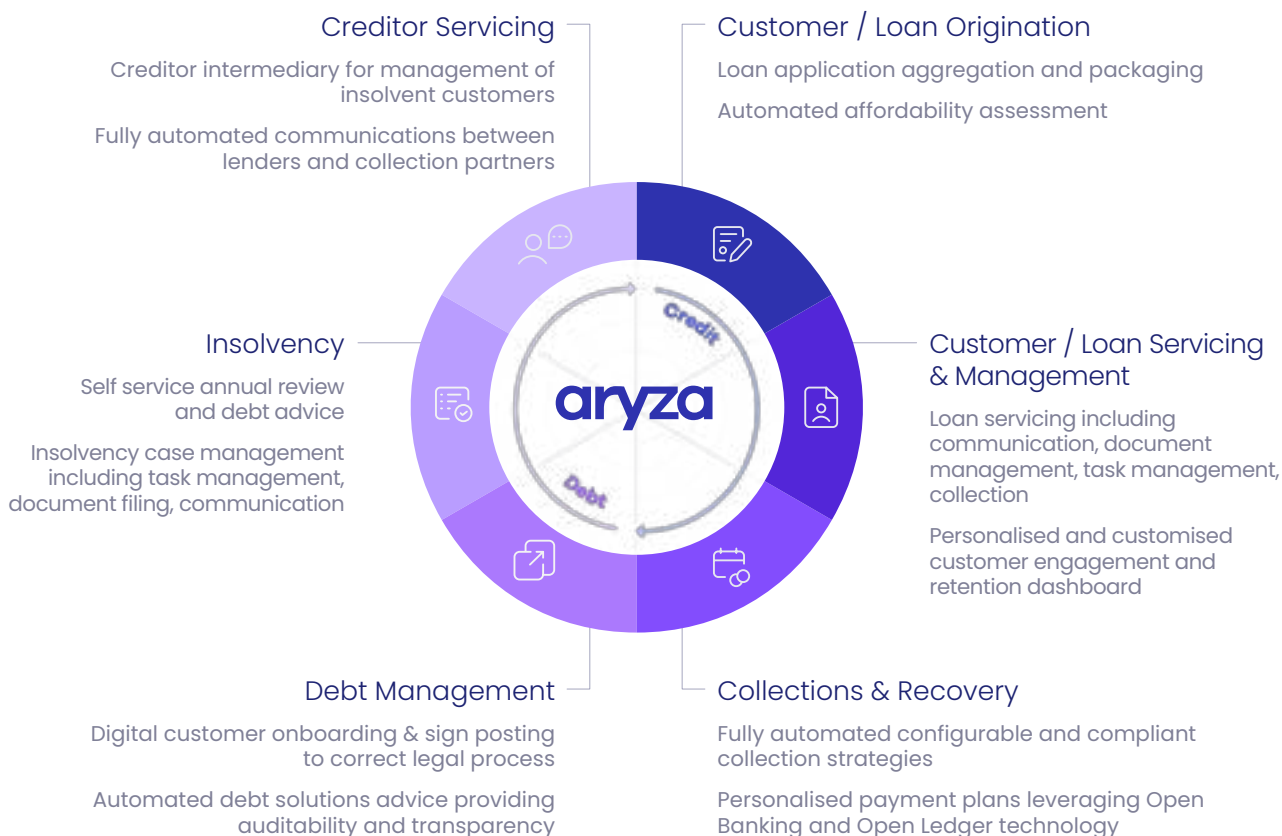 Creditor Servicing
Creditor intermediary for management of
insolvent customers
Fully automated communications between
lenders and collection partners
Customer / Loan Origination
Loan application aggregation and packaging
Automated affordability assessment
Credit
aryza
Debt
Insolvency
Self service annual review
and debt advice
Insolvency case management
including task management,
document filing, communication
Customer / Loan Servicing
& Management
Loan servicing including
communication, document
management, task management,
collection
Personalised and customised
customer engagement and
retention dashboard
Debt Management
Digital customer onboarding & sign posting
to correct legal process
Automated debt solutions advice providing
auditability and transparency
Collections & Recovery
Fully automated configurable and compliant
collection strategies
Personalised payment plans leveraging Open
Banking and Open Ledger technology